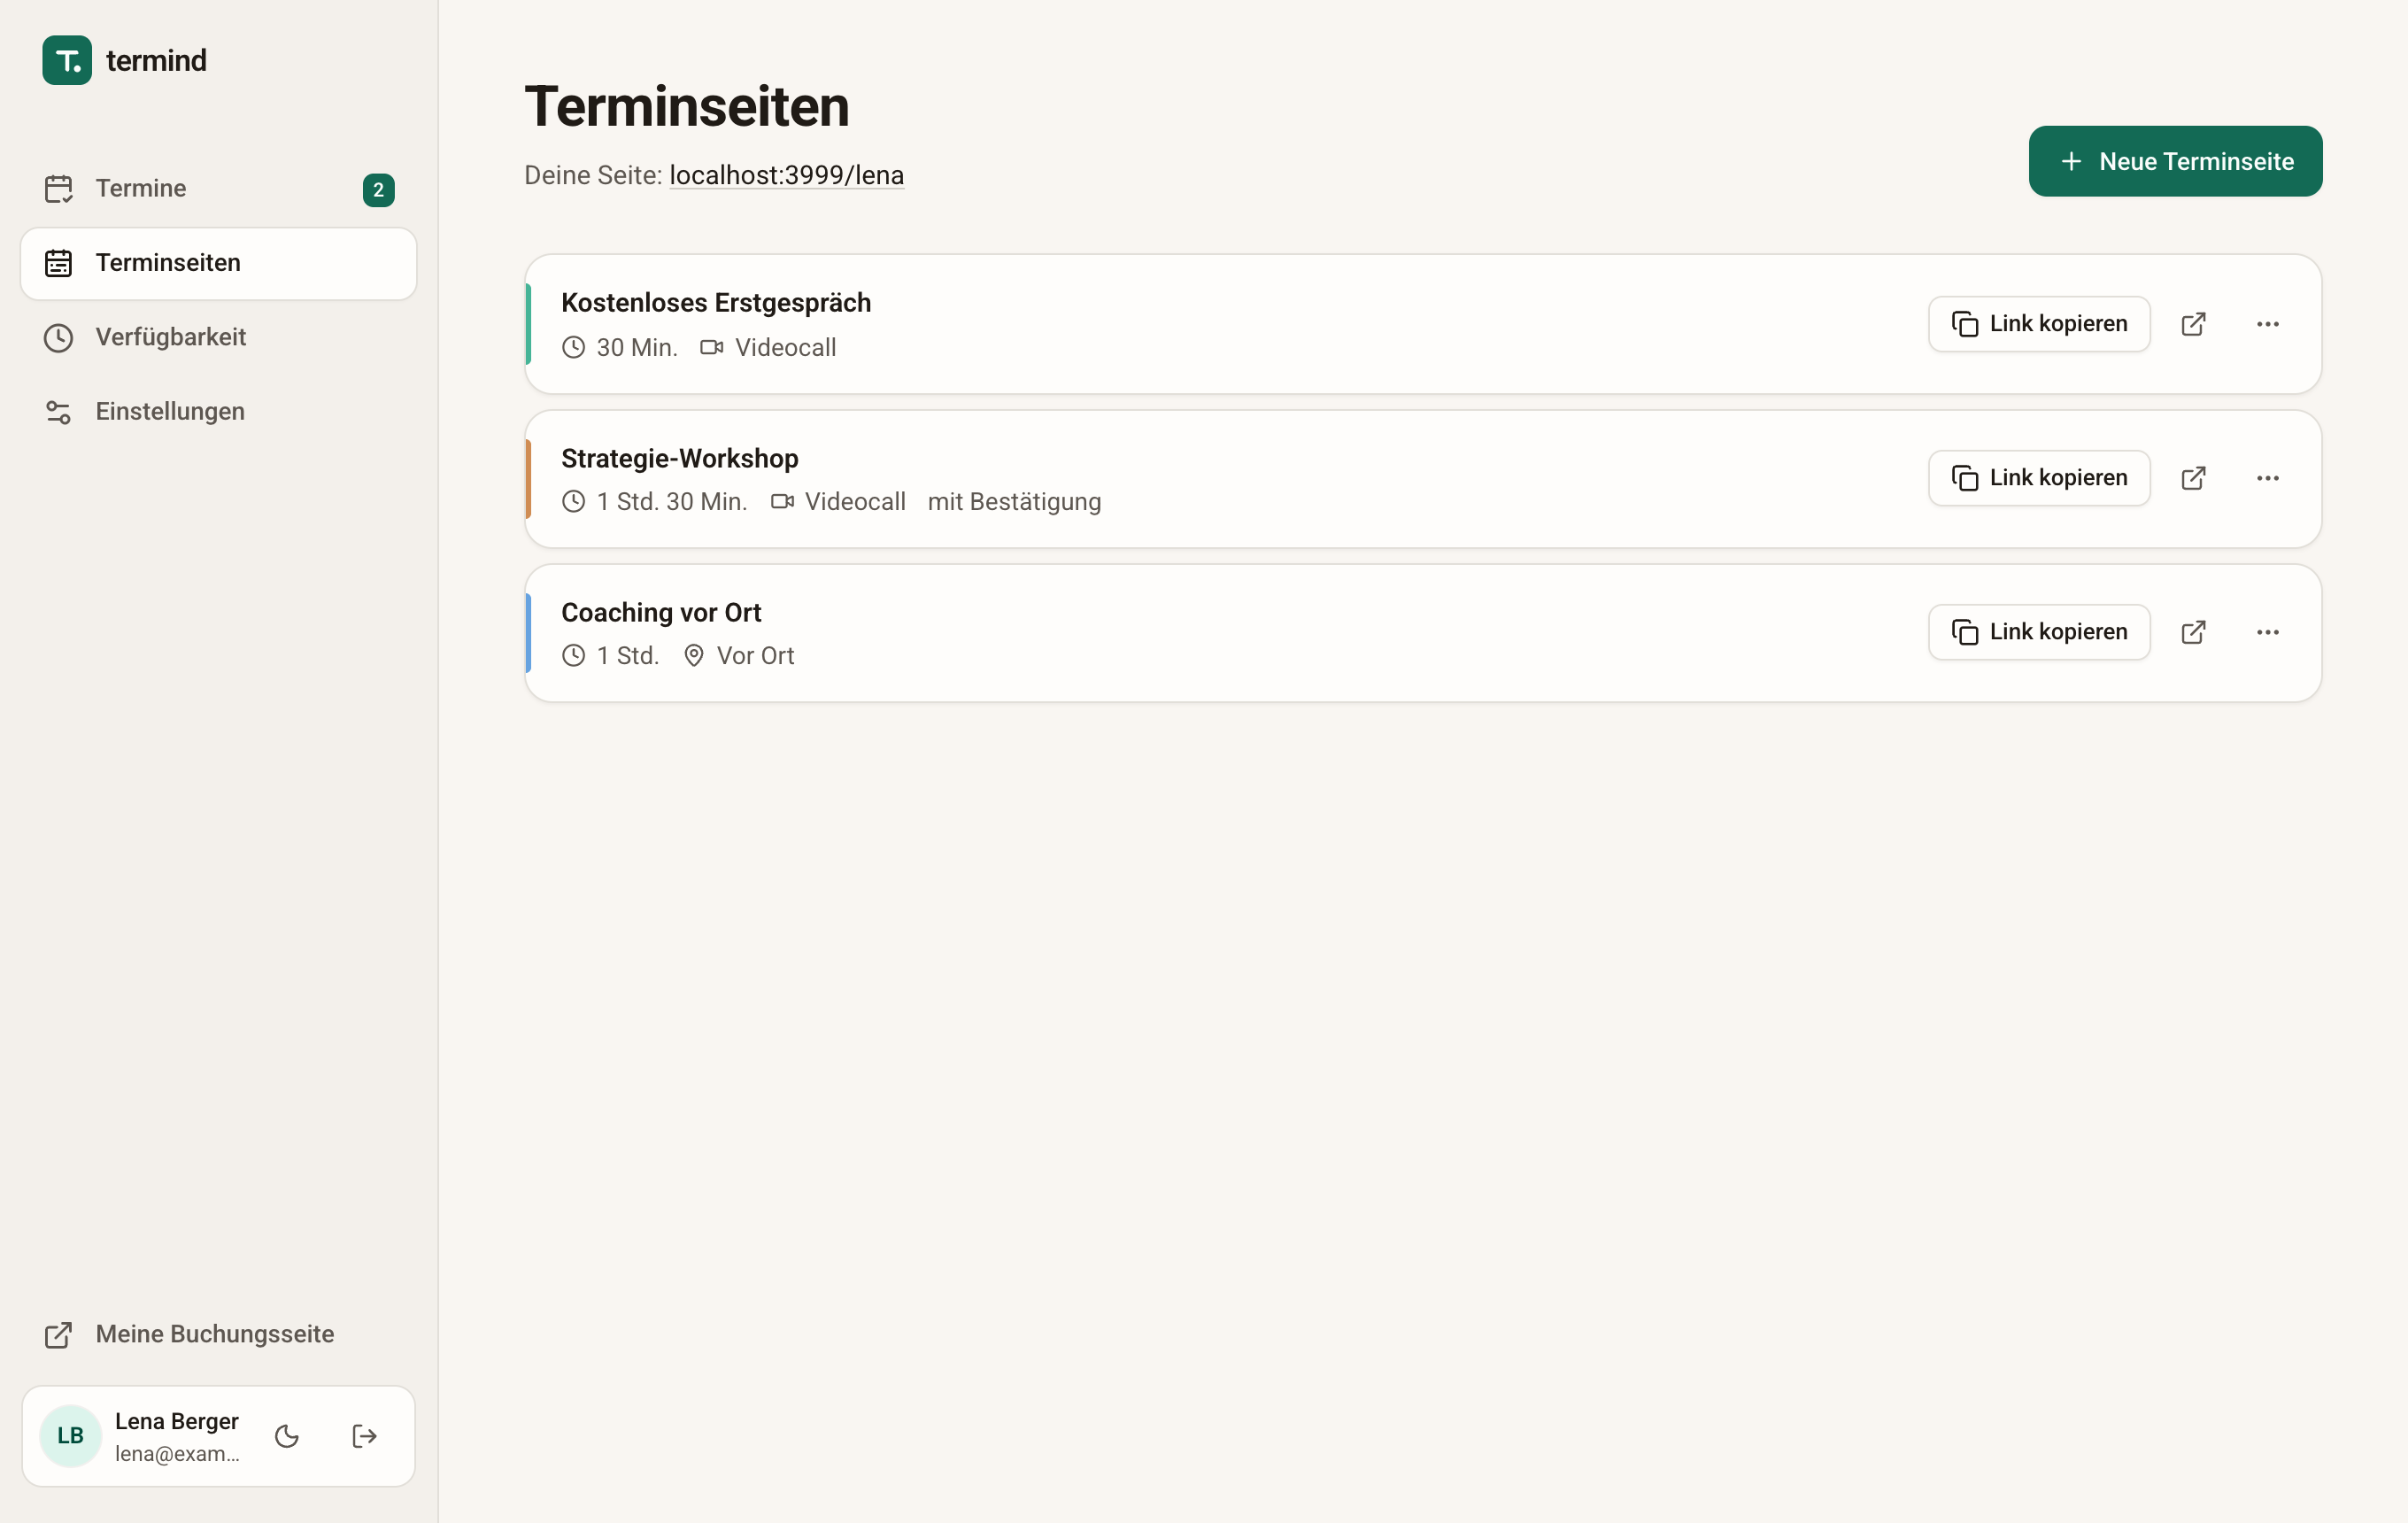 T. termind
Termine 2
Terminseiten
Verfügbarkeit
Einstellungen
Meine Buchungsseite
LB
Lena Berger
lena@exam...
Terminseiten
Deine Seite: localhost:3999/lena
Neue Terminseite
Kostenloses Erstgespräch
30 Min. Videocall
Link kopieren
Strategie-Workshop
1 Std. 30 Min. Videocall mit Bestätigung
Link kopieren
Coaching vor Ort
1 Std. Vor Ort
Link kopieren